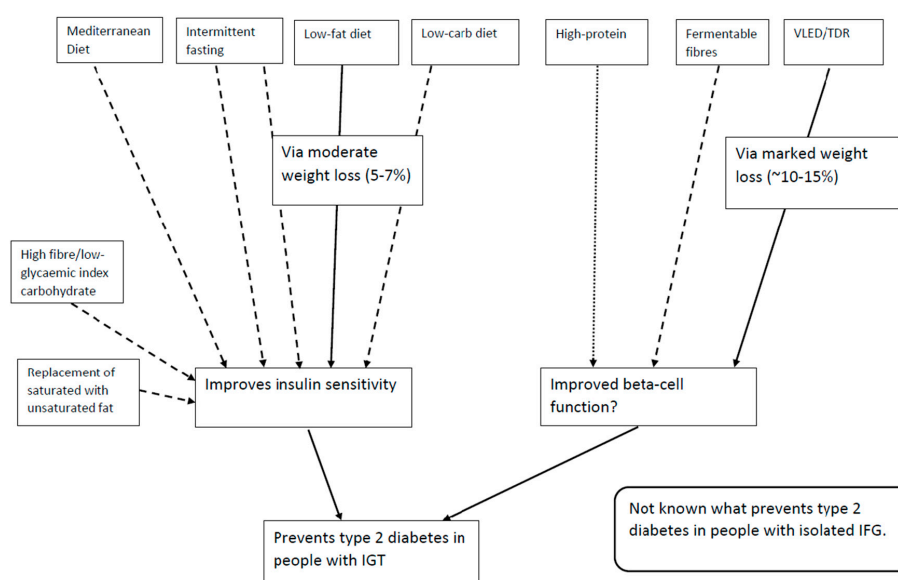 Mediterranean
Diet
Intermittent
fasting
Low-fat diet
Low-carb diet
High-protein
Fermentable
fibres
VLED/TDR
Via moderate
weight loss (5-7%)
Via marked weight
loss (~10-15%)
High fibre/low-
glycaemic index
carbohydrate
Replacement of
saturated with
unsaturated fat
Improves insulin sensitivity
Improved beta-cell
function?
Prevents type 2 diabetes in
people with IGT
Not known what prevents type 2
diabetes in people with isolated IFG.